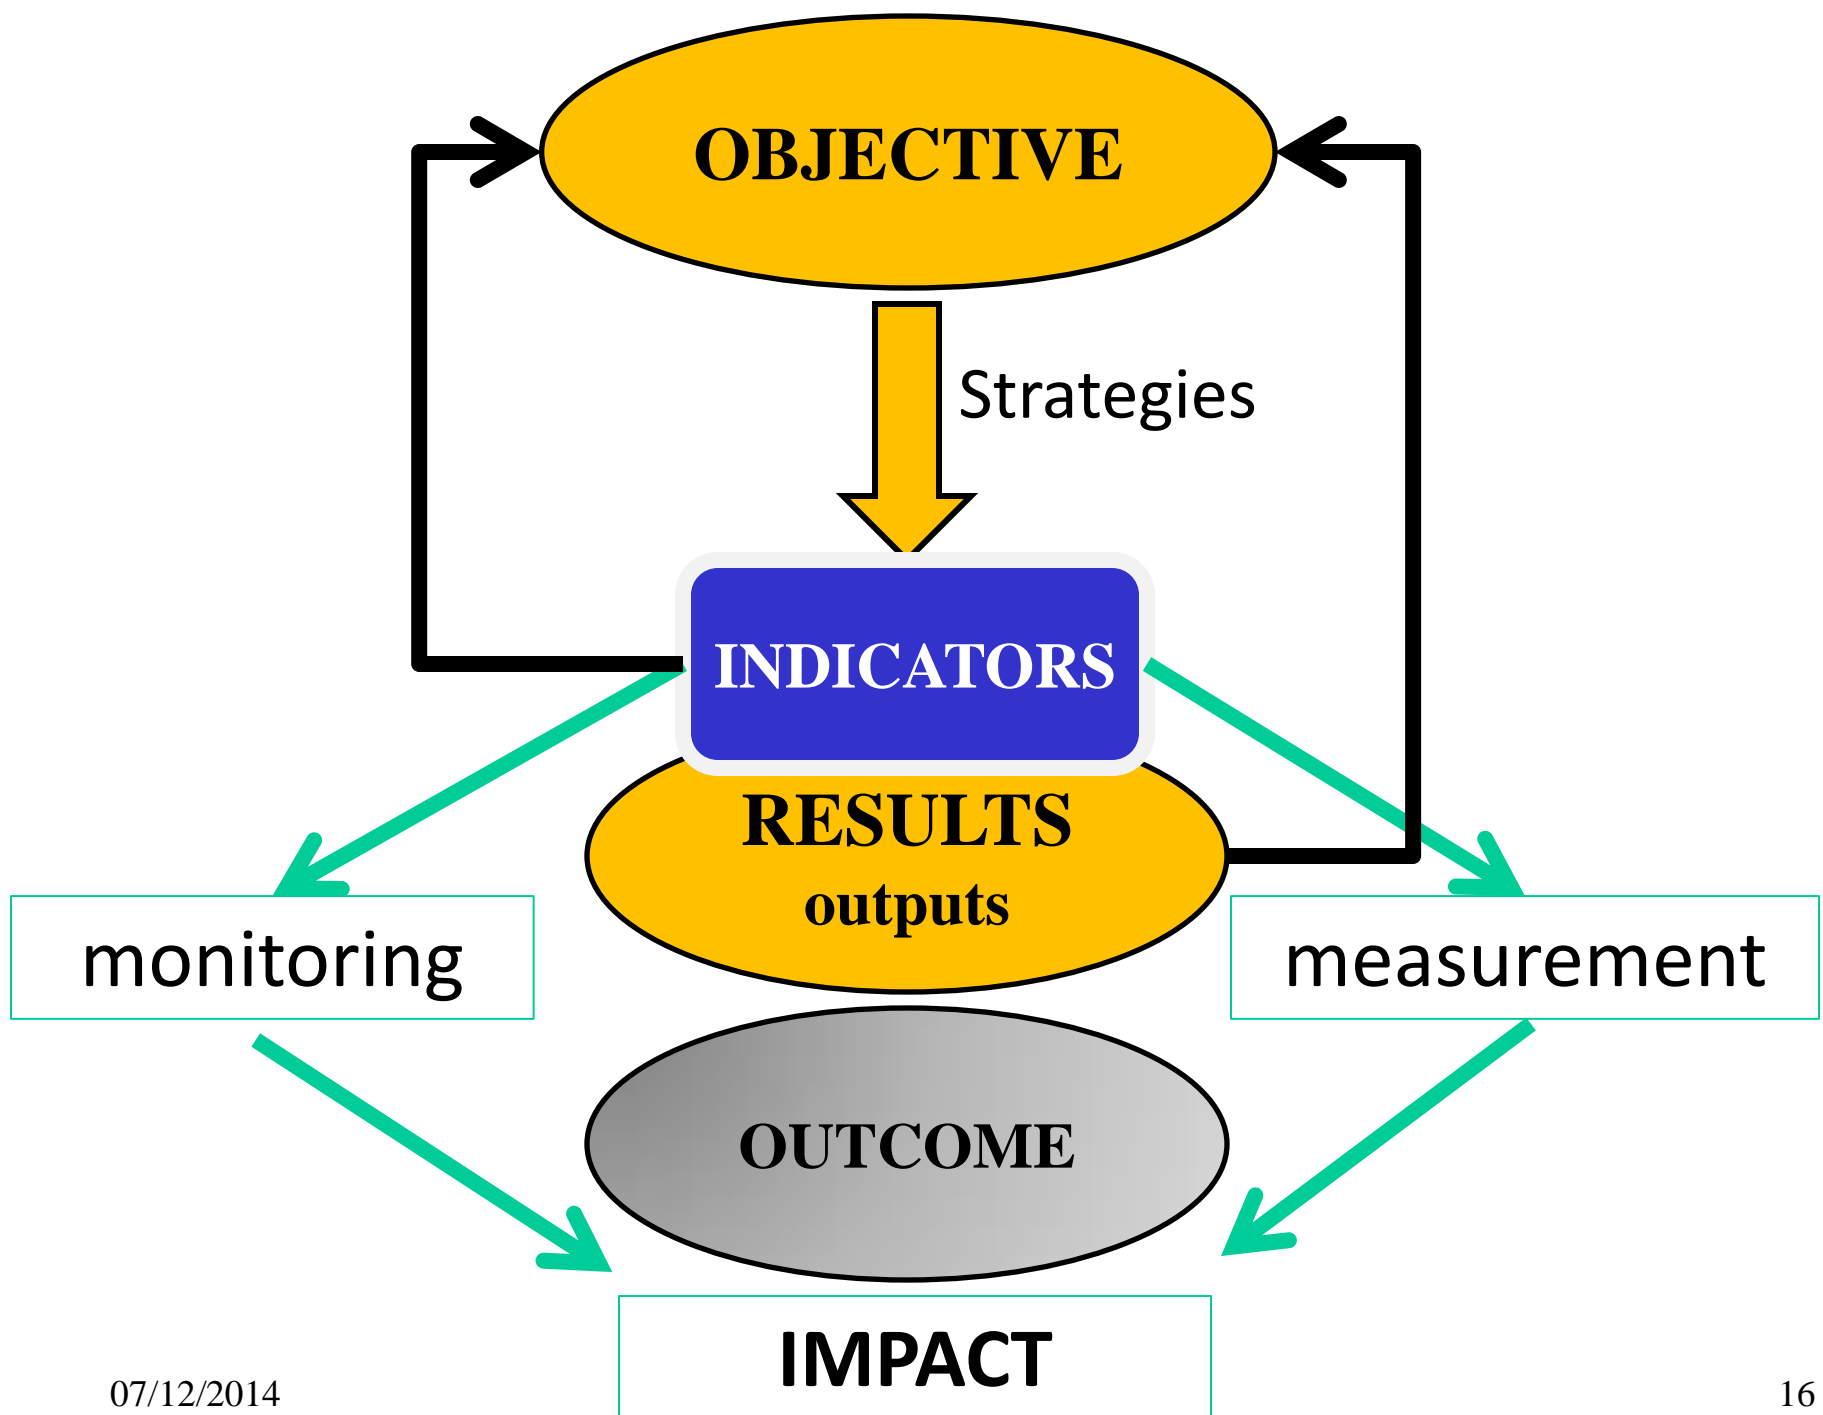 OBJECTIVE
Strategies
INDICATORS
RESULTS
outputs
monitoring
measurement
OUTCOME
IMPACT
07/12/2014
16